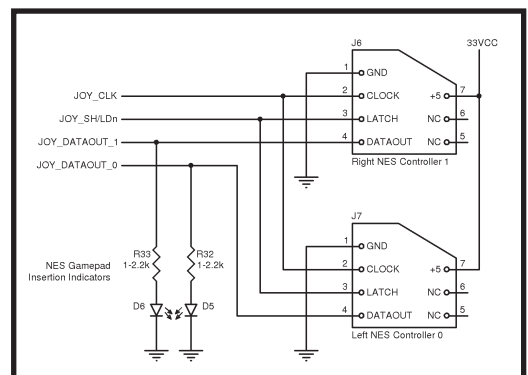 J6
33VCC
1 GND
JOY_CLK 2 CLOCK +5 7
JOY_SH/LDn 3 LATCH NC 6
JOY_DATAOUT_1 4 DATAOUT NC 5
Right NES Controller 1
JOY_DATAOUT_0
J7
1 GND
NES Gamepad
Insertion Indicators
R33
1-2.2k
R32
1-2.2k
2 CLOCK +5 7
3 LATCH NC 6
D6 D5
4 DATAOUT NC 5
Left NES Controller 0